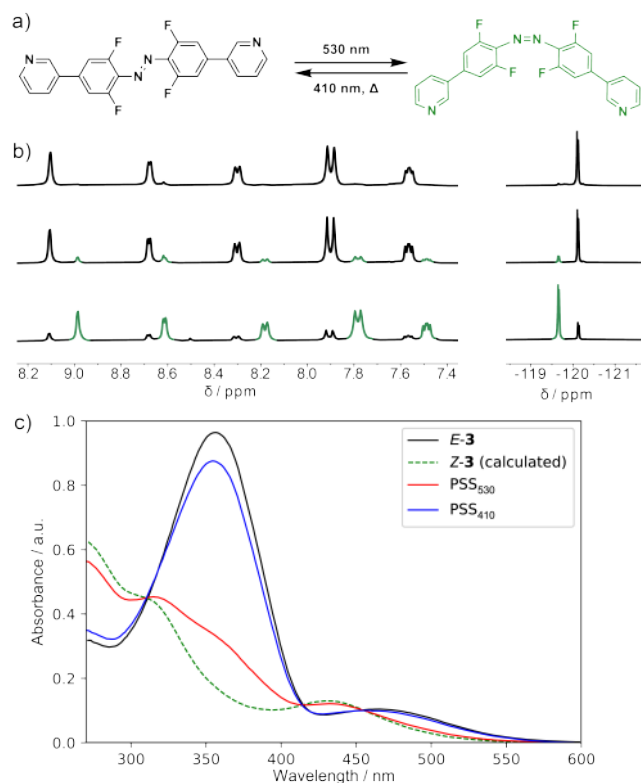 a)
N
F
F
N
N
F
F
N
530 nm
410 nm, Δ
F
N=N
F
F
F
N
N
b)
8.2 9.0 8.8 8.6 8.4 8.2 8.0 7.8 7.6
-119 -120 -121
δ / ppm
δ / ppm
c)
1.0
0.8
0.6
0.4
0.2
0.0
Absorbance / a.u.
E-3
Z-3 (calculated)
PSS530
PSS410
300 350 400 450 500 550 600
Wavelength / nm